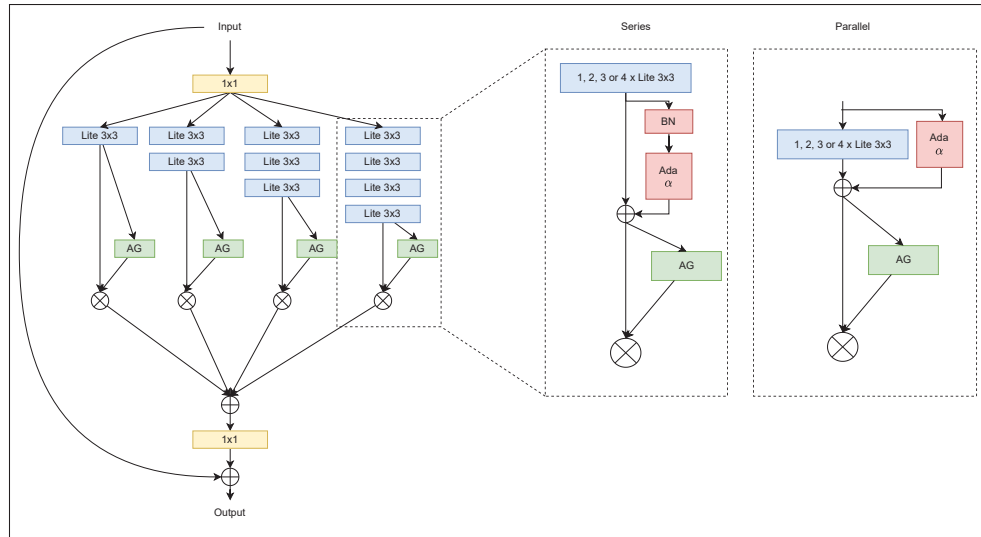 Input
Series
Parallel
1x1
1, 2, 3 or 4 x Lite 3x3
BN
Lite 3x3
Lite 3x3
Lite 3x3
Lite 3x3
1, 2, 3 or 4 x Lite 3x3
Ada
α
Lite 3x3
Lite 3x3
Lite 3x3
Ada
α
Lite 3x3
Lite 3x3
Lite 3x3
AG
AG
AG
AG
AG
AG
1x1
Output